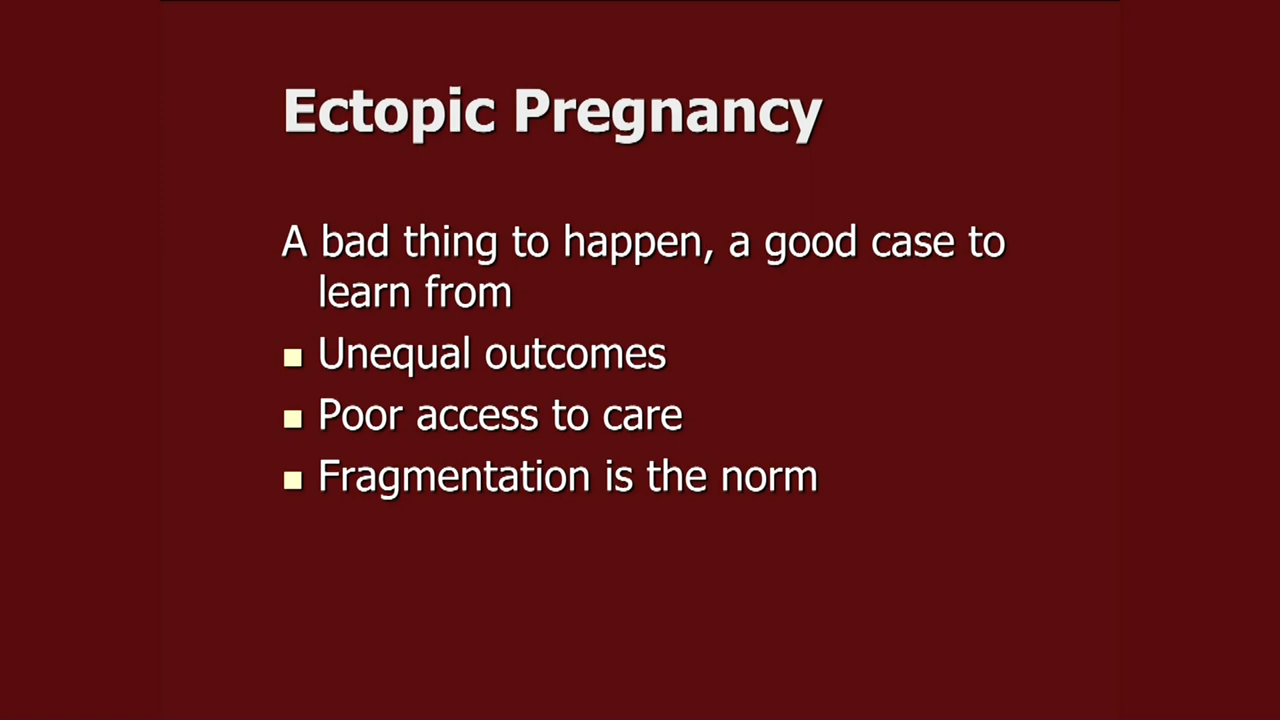 Ectopic Pregnancy
A bad thing to happen, a good case to
learn from
Unequal outcomes
Poor access to care
Fragmentation is the norm